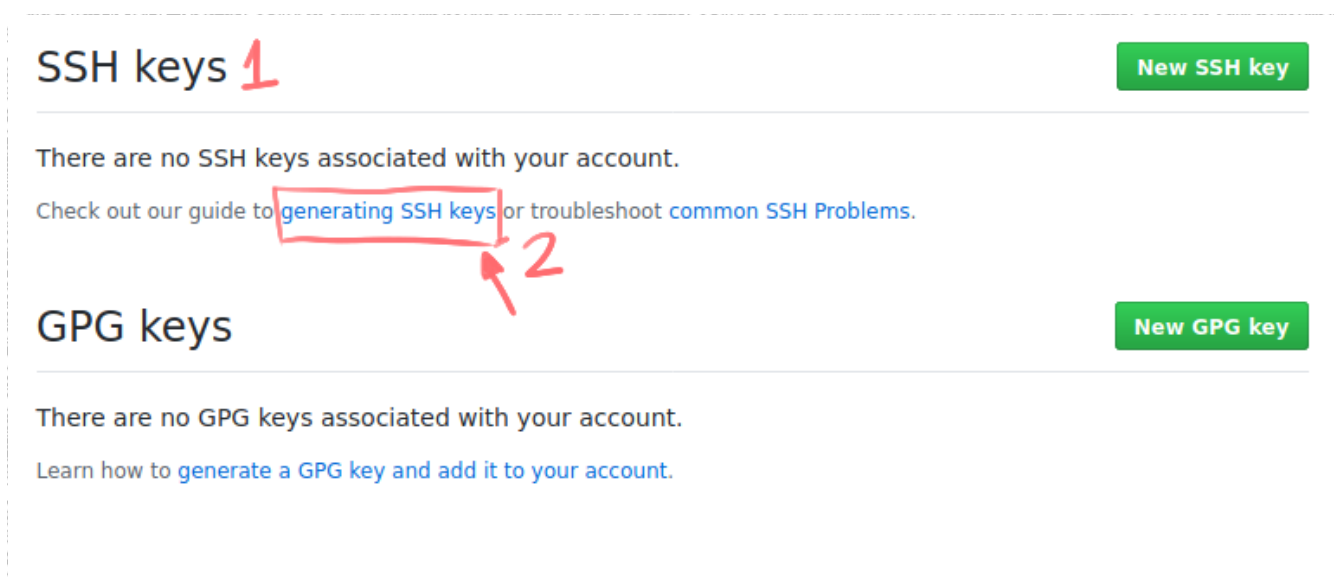 SSH keys 1
New SSH key
There are no SSH keys associated with your account.
Check out our guide to generating SSH keys or troubleshoot common SSH Problems.
2
GPG keys
New GPG key
There are no GPG keys associated with your account.
Learn how to generate a GPG key and add it to your account.